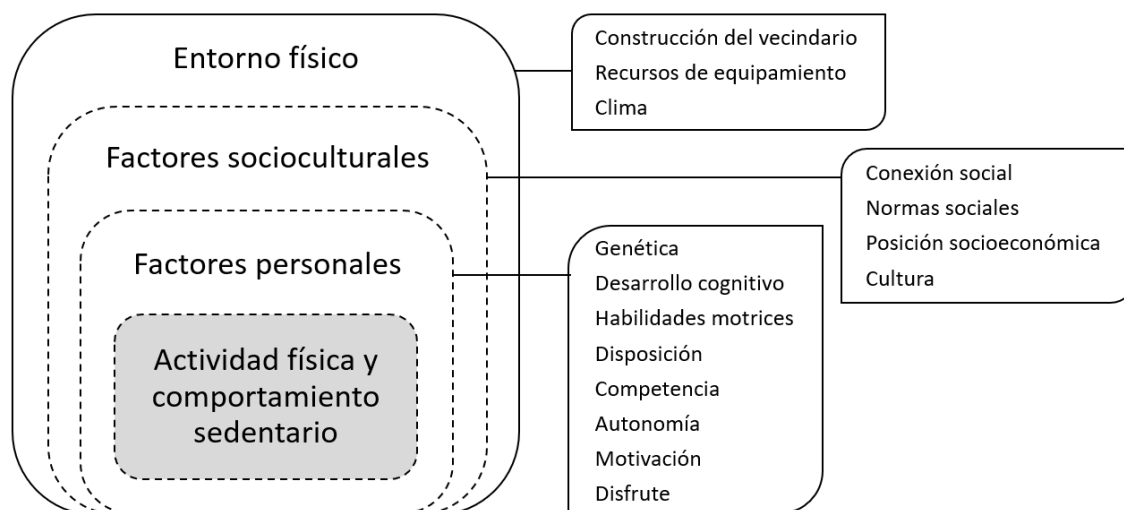 Entorno físico
Factores socioculturales
Factores personales
Actividad física y
comportamiento
sedentario
Construcción del vecindario
Recursos de equipamiento
Clima
Conexión social
Normas sociales
Posición socioeconómica
Cultura
Genética
Desarrollo cognitivo
Habilidades motrices
Disposición
Competencia
Autonomía
Motivación
Disfrute